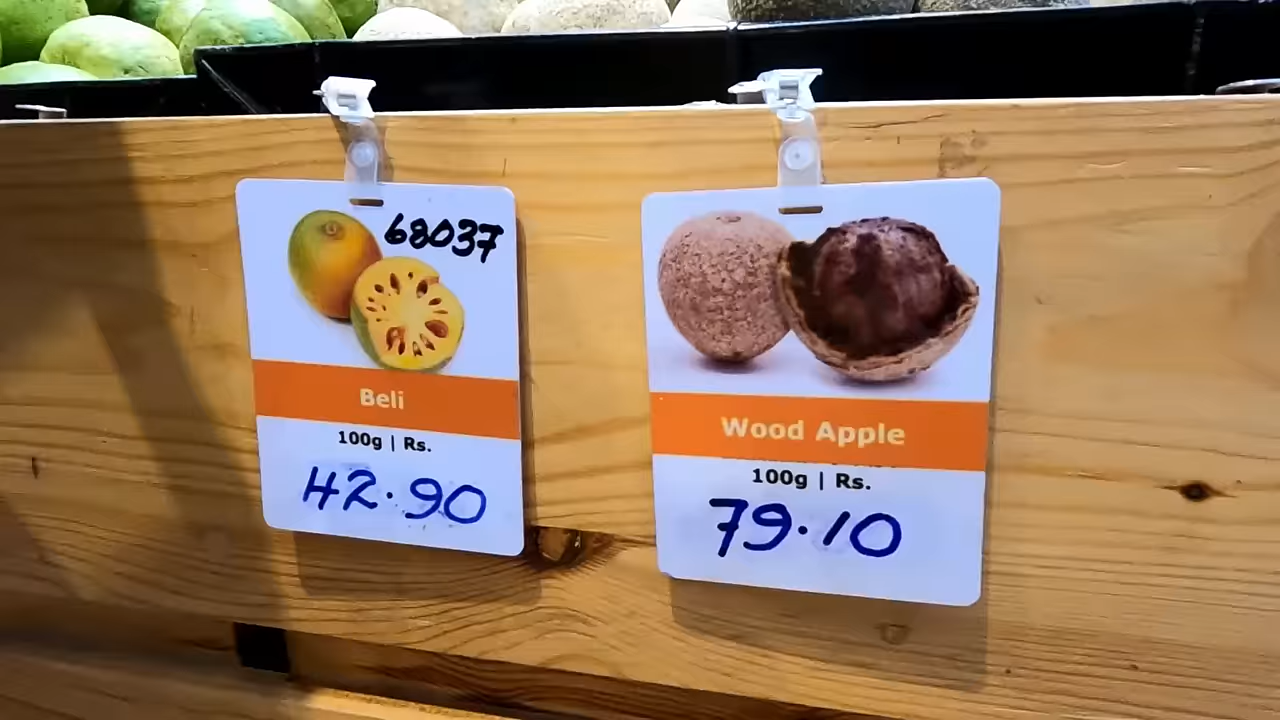 68037
Beli
100g | Rs.
42.90
Wood Apple
100g | Rs.
79.10